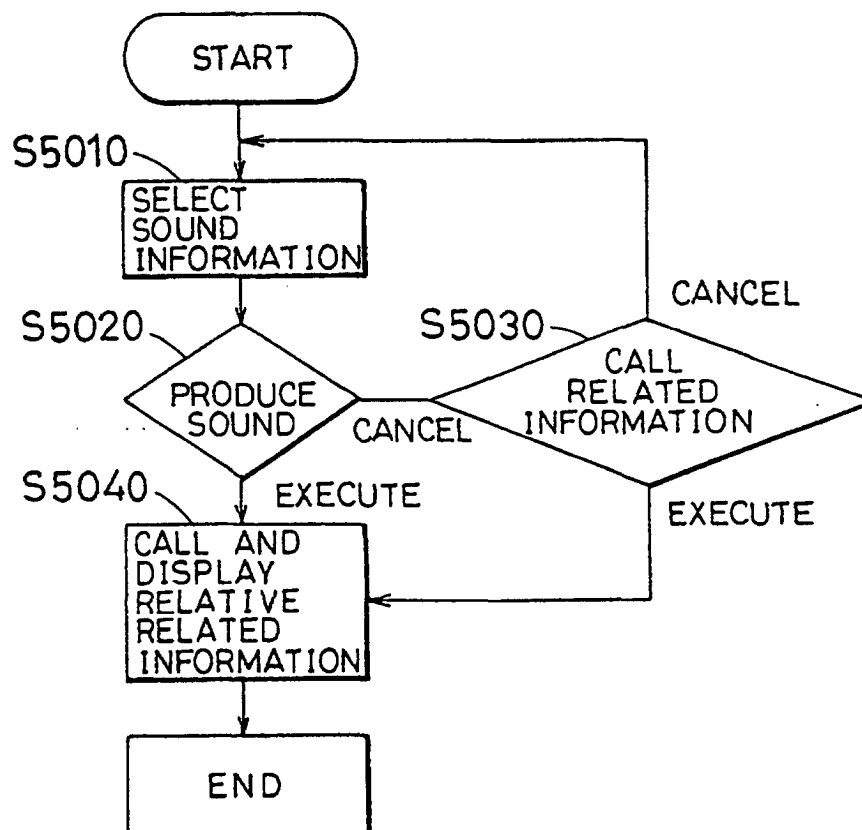 START
S5010
SELECT
SOUND
INFORMATION
CANCEL
S5020
S5030
PRODUCE
SOUND
CANCEL
CALL
RELATED
INFORMATION
S5040
EXECUTE
EXECUTE
CALL AND
DISPLAY
RELATIVE
RELATED
INFORMATION
END